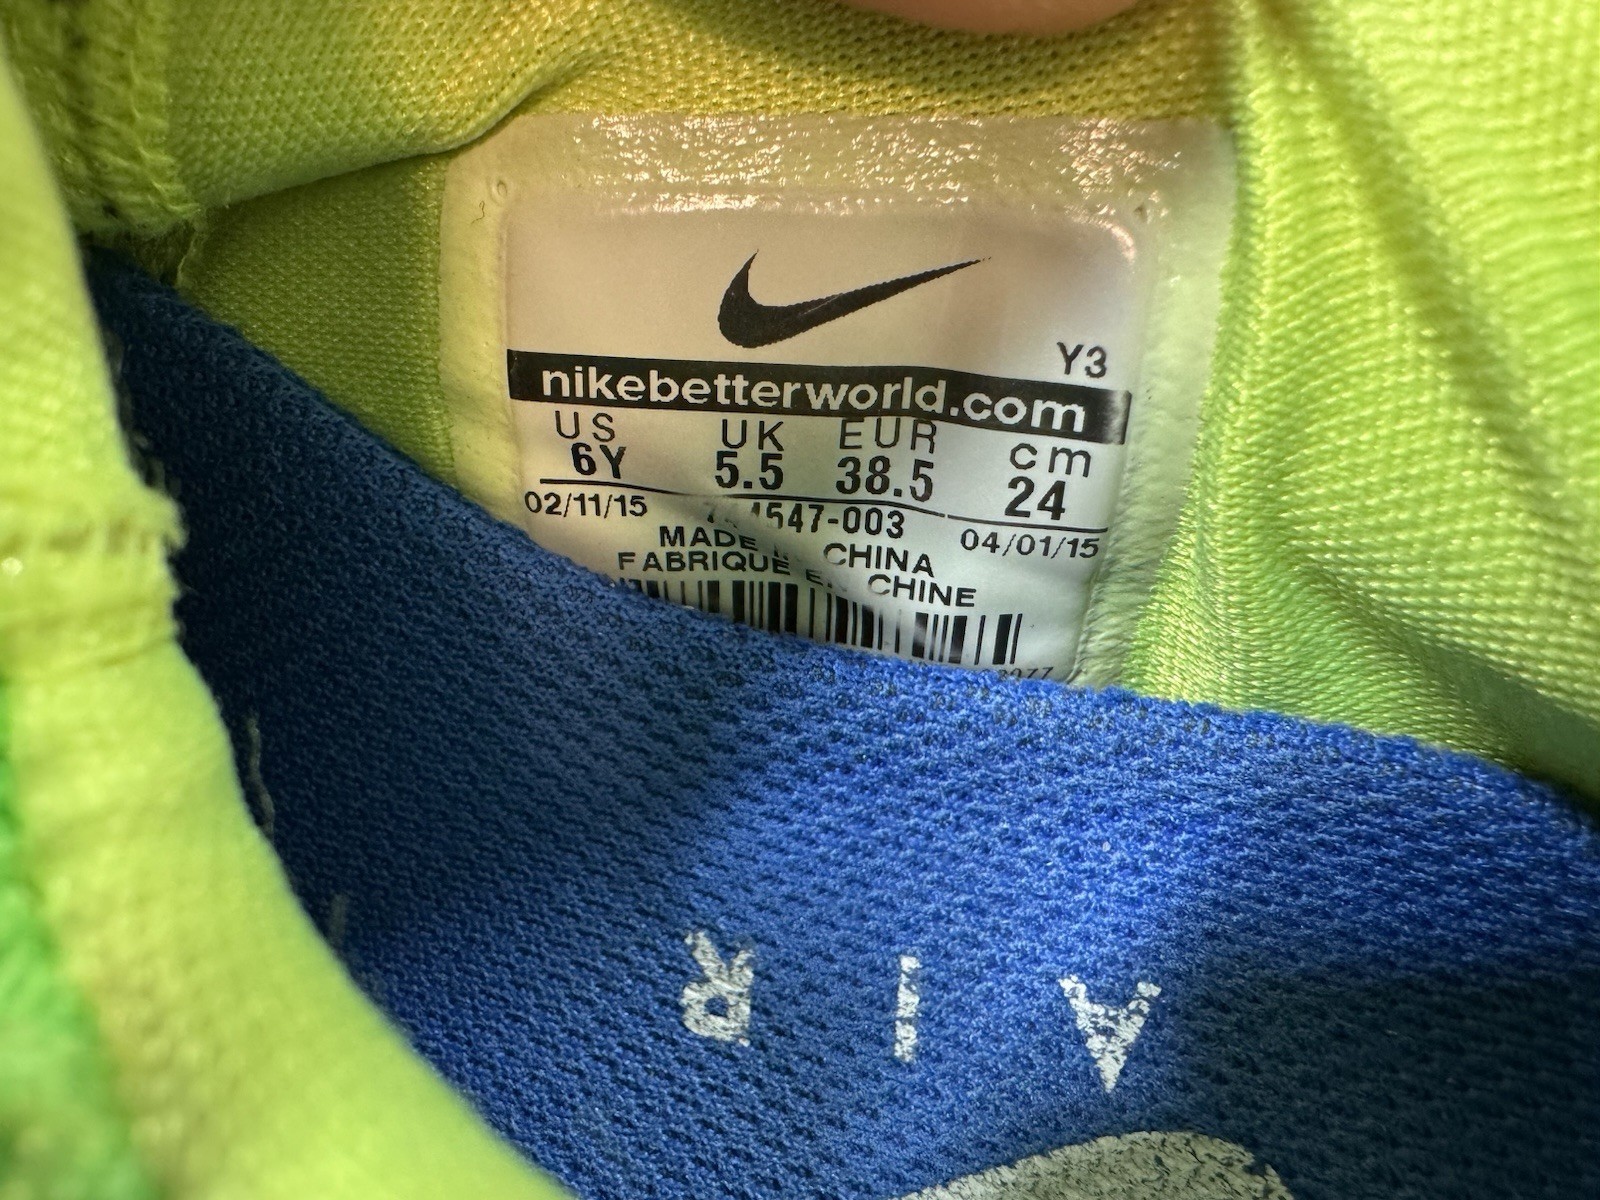 Y3
nikebetterworld.com
US UK EUR cm
6Y 5.5 38.5 24
02/11/15 04/01/15
MADE CHINA
FABRIQUE CHINE
AIR